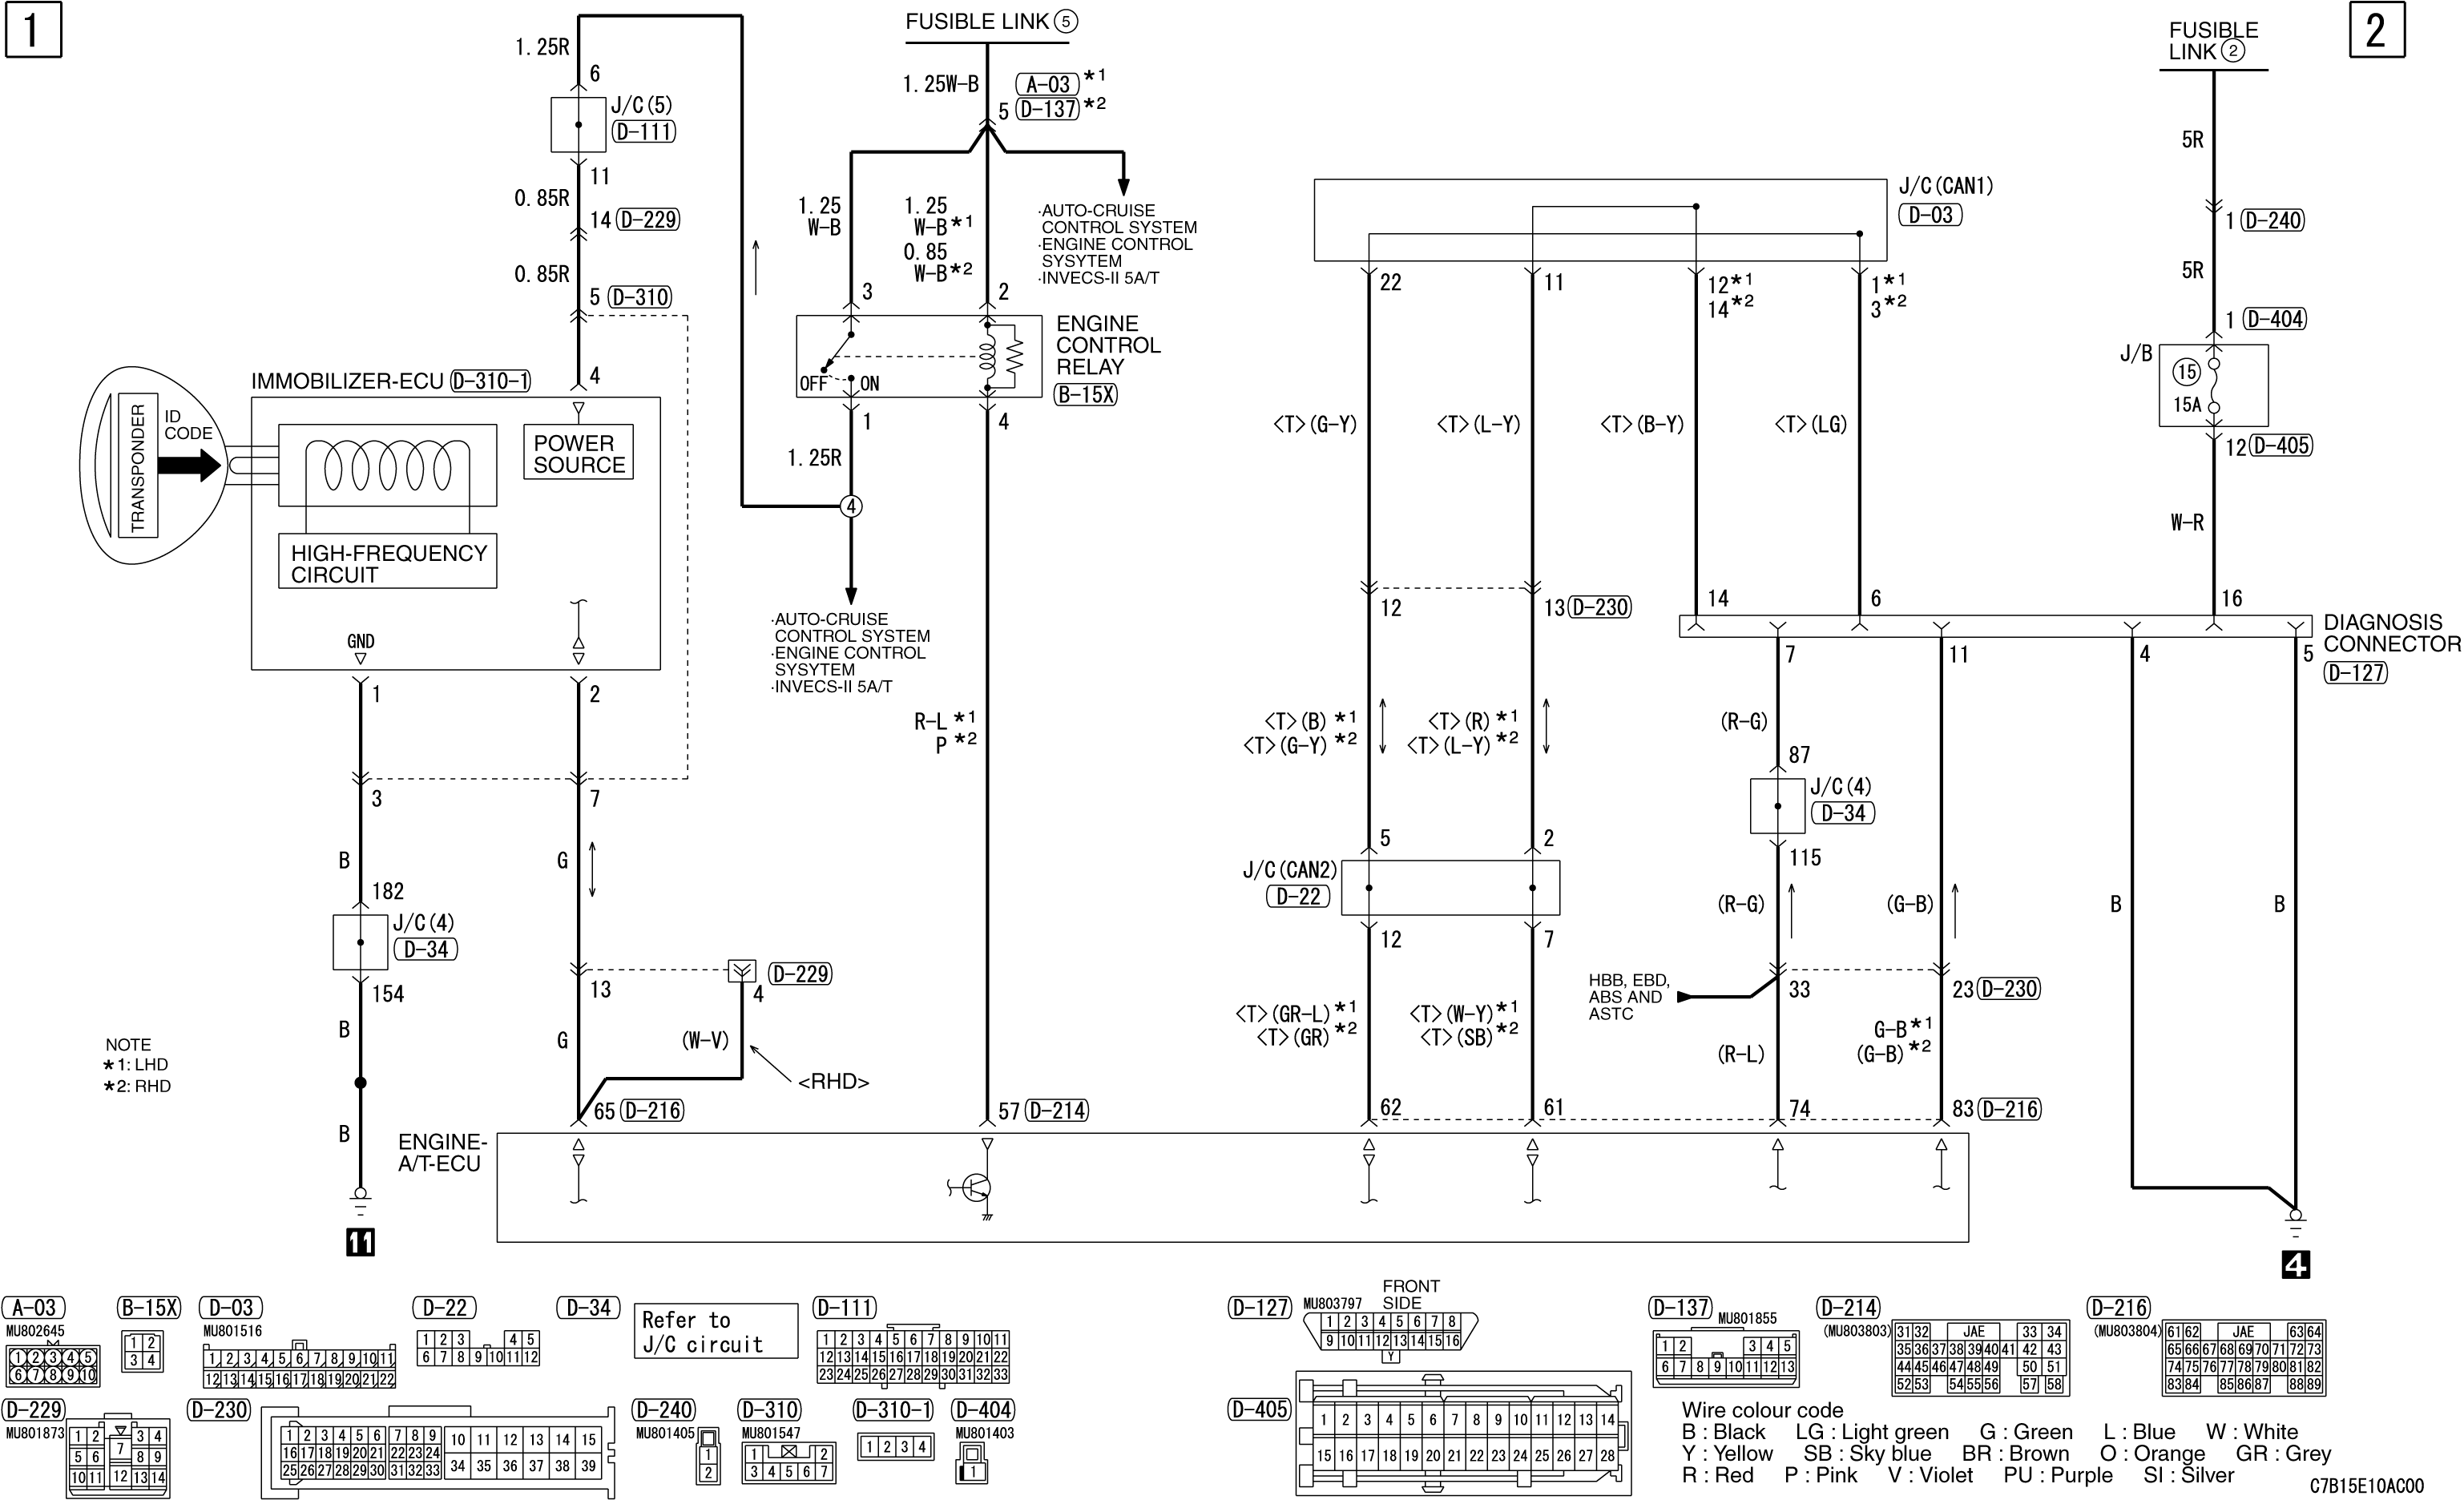 1
2
FUSIBLE LINK 5
FUSIBLE
LINK 2
1.25R
6
J/C(5)
D-111
11
0.85R
14 D-229
0.85R
5 D-310
4
1.25W-B
A-03 *1
5 D-137 *2
1.25
W-B
1.25
W-B*1
0.85
W-B*2
·AUTO-CRUISE
CONTROL SYSTEM
·ENGINE CONTROL
SYSYTEM
·INVECS-II 5A/T
3
2
ENGINE
CONTROL
RELAY
B-15X
OFF
ON
1
4
1.25R
4
·AUTO-CRUISE
CONTROL SYSTEM
·ENGINE CONTROL
SYSYTEM
·INVECS-II 5A/T
R-L *1
P *2
57 D-214
IMMOBILIZER-ECU D-310-1
TRANSPONDER
ID
CODE
POWER
SOURCE
HIGH-FREQUENCY
CIRCUIT
GND
1
2
3
7
B
G
182
J/C(4)
D-34
154
B
B
11
13
4
D-229
G
(W-V)
<RHD>
65 D-216
NOTE
*1: LHD
*2: RHD
ENGINE-
A/T-ECU
J/C(CAN1)
D-03
22
11
12*1
14*2
1*1
3*2
<T>(G-Y)
<T>(L-Y)
<T>(B-Y)
<T>(LG)
12
13 D-230
<T>(B) *1
<T>(G-Y) *2
<T>(R) *1
<T>(L-Y) *2
5
2
J/C(CAN2)
D-22
12
7
<T>(GR-L)*1
<T>(GR)*2
<T>(W-Y)*1
<T>(SB)*2
62
61
74
83 D-216
5R
1 D-240
5R
1 D-404
J/B
15
15A
12 D-405
W-R
14
6
16
DIAGNOSIS
CONNECTOR
D-127
7
11
4
5
(R-G)
87
J/C(4)
D-34
115
(R-G)
(G-B)
B
B
HBB, EBD,
ABS AND
ASTC
33
23 D-230
(R-L)
G-B*1
(G-B)*2
4
A-03
MU802645
1 2 3 4 5
6 7 8 9 10
B-15X
1 2
3 4
D-03
MU801516
1 2 3 4 5 6 7 8 9 10 11
12 13 14 15 16 17 18 19 20 21 22
D-22
1 2 3 4 5
6 7 8 9 10 11 12
D-34
Refer to
J/C circuit
D-111
1 2 3 4 5 6 7 8 9 10 11
12 13 14 15 16 17 18 19 20 21 22
23 24 25 26 27 28 29 30 31 32 33
D-127
MU803797
FRONT
SIDE
1 2 3 4 5 6 7 8
9 10 11 12 13 14 15 16
Y
D-137
MU801855
1 2 3 4 5
6 7 8 9 10 11 12 13
D-214
(MU803803)
31 32 JAE 33 34
35 36 37 38 39 40 41 42 43
44 45 46 47 48 49 50 51
52 53 54 55 56 57 58
D-216
(MU803804)
61 62 JAE 63 64
65 66 67 68 69 70 71 72 73
74 75 76 77 78 79 80 81 82
83 84 85 86 87 88 89
D-229
MU801873
1 2 3 4
5 6 7 8 9
10 11 12 13 14
D-230
1 2 3 4 5 6 7 8 9 10 11 12 13 14 15
16 17 18 19 20 21 22 23 24
25 26 27 28 29 30 31 32 33 34 35 36 37 38 39
D-240
MU801405
1
2
D-310
MU801547
1 2
3 4 5 6 7
D-310-1
1 2 3 4
D-404
MU801403
1
D-405
1 2 3 4 5 6 7 8 9 10 11 12 13 14
15 16 17 18 19 20 21 22 23 24 25 26 27 28
Wire colour code
B : Black LG : Light green G : Green L : Blue W : White
Y : Yellow SB : Sky blue BR : Brown O : Orange GR : Grey
R : Red P : Pink V : Violet PU : Purple SI : Silver
C7B15E10AC00